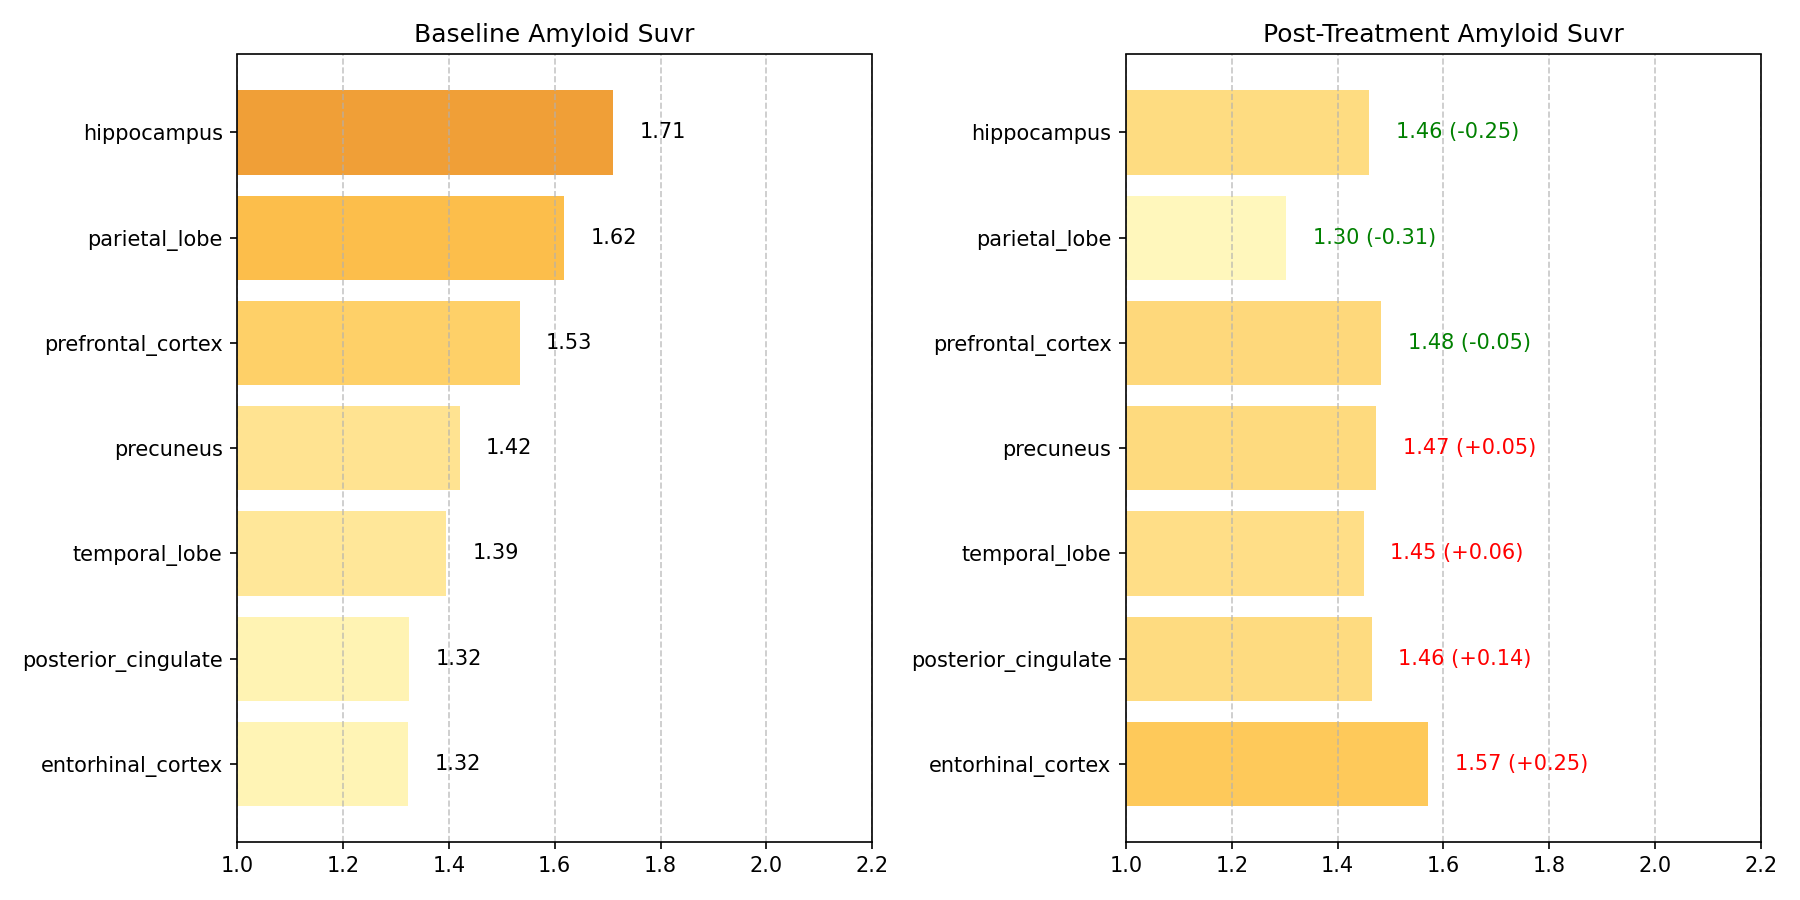 Baseline Amyloid Suvr
hippocampus
1.71
parietal_lobe
1.62
prefrontal_cortex
1.53
precuneus
1.42
temporal_lobe
1.39
posterior_cingulate
1.32
entorhinal_cortex
1.32
1.0 1.2 1.4 1.6 1.8 2.0 2.2
Post-Treatment Amyloid Suvr
hippocampus
1.46 (-0.25)
parietal_lobe
1.30 (-0.31)
prefrontal_cortex
1.48 (-0.05)
precuneus
1.47 (+0.05)
temporal_lobe
1.45 (+0.06)
posterior_cingulate
1.46 (+0.14)
entorhinal_cortex
1.57 (+0.25)
1.0 1.2 1.4 1.6 1.8 2.0 2.2